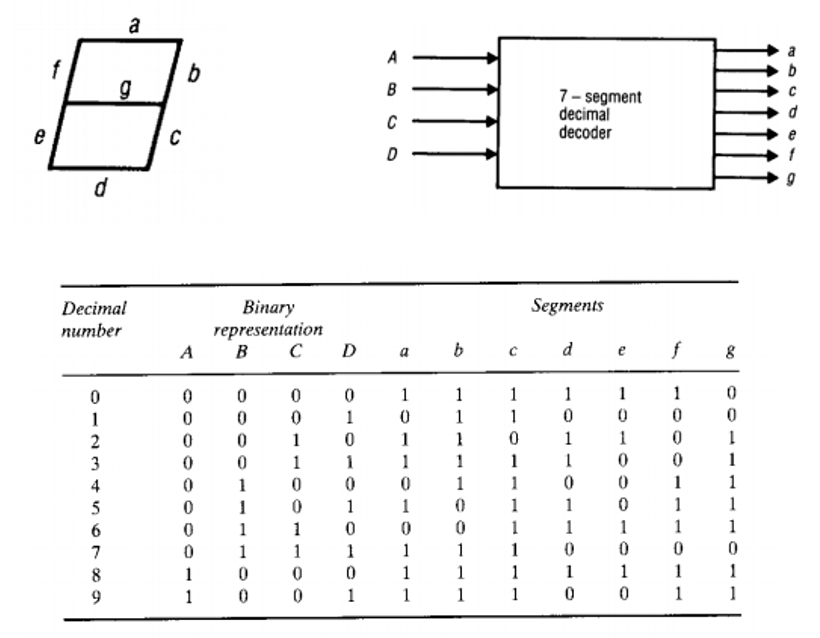 a
f
b
g
e
c
d
A
B
C
D
7 – segment
decimal
decoder
a
b
c
d
e
f
g
Decimal Binary Segments
number representation
A B C D a b c d e f g
0 0 0 0 0 1 1 1 1 1 1 0
1 0 0 0 1 0 1 1 0 0 0 0
2 0 0 1 0 1 1 0 1 1 0 1
3 0 0 1 1 1 1 1 1 0 0 1
4 0 1 0 0 0 1 1 0 0 1 1
5 0 1 0 1 1 0 1 1 0 1 1
6 0 1 1 0 0 0 1 1 1 1 1
7 0 1 1 1 1 1 1 0 0 0 0
8 1 0 0 0 1 1 1 1 1 1 1
9 1 0 0 1 1 1 1 0 0 1 1